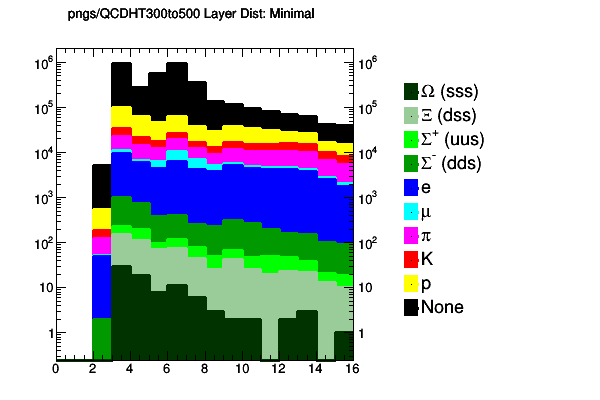 pngs/QCDHT300to500 Layer Dist: Minimal
10⁶ 10⁶
10⁵ 10⁵
10⁴ 10⁴
10³ 10³
10² 10²
10 10
1 1
0 2 4 6 8 10 12 14 16
Ω (sss)
Ξ (dss)
Σ⁺ (uus)
Σ⁻ (dds)
e
μ
π
K
p
None